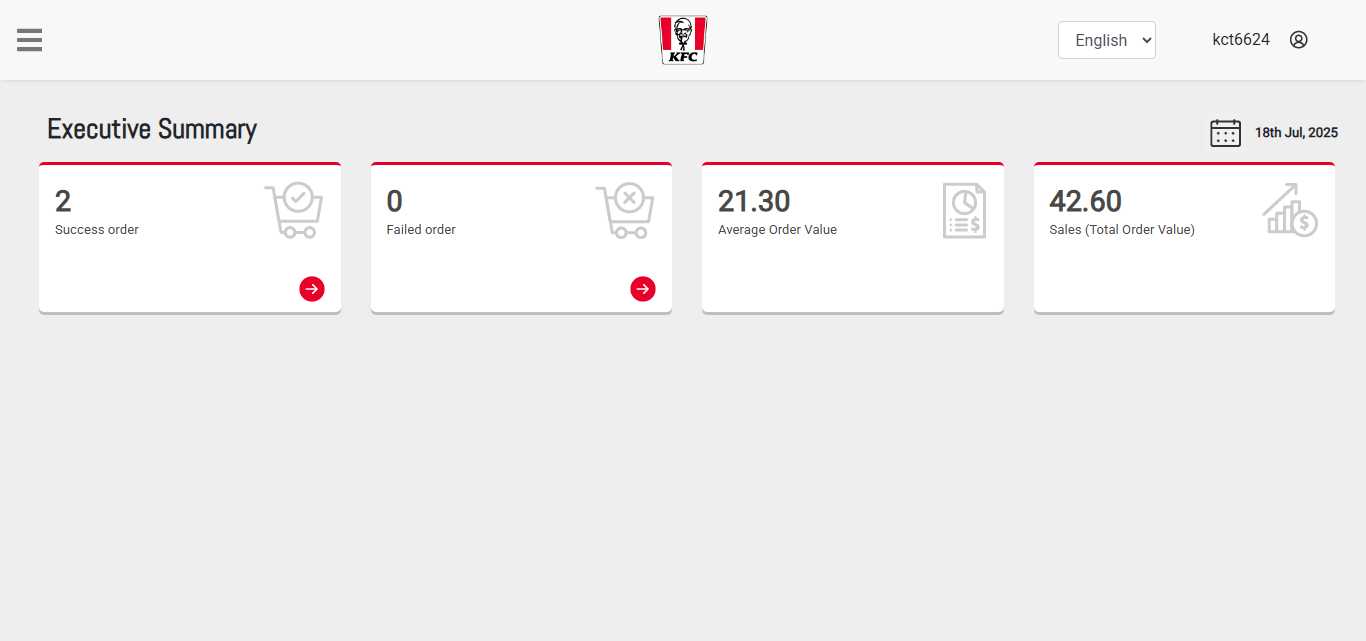 KFC
English
kct6624
Executive Summary
18th Jul, 2025
2
Success order
0
Failed order
21.30
Average Order Value
42.60
Sales (Total Order Value)